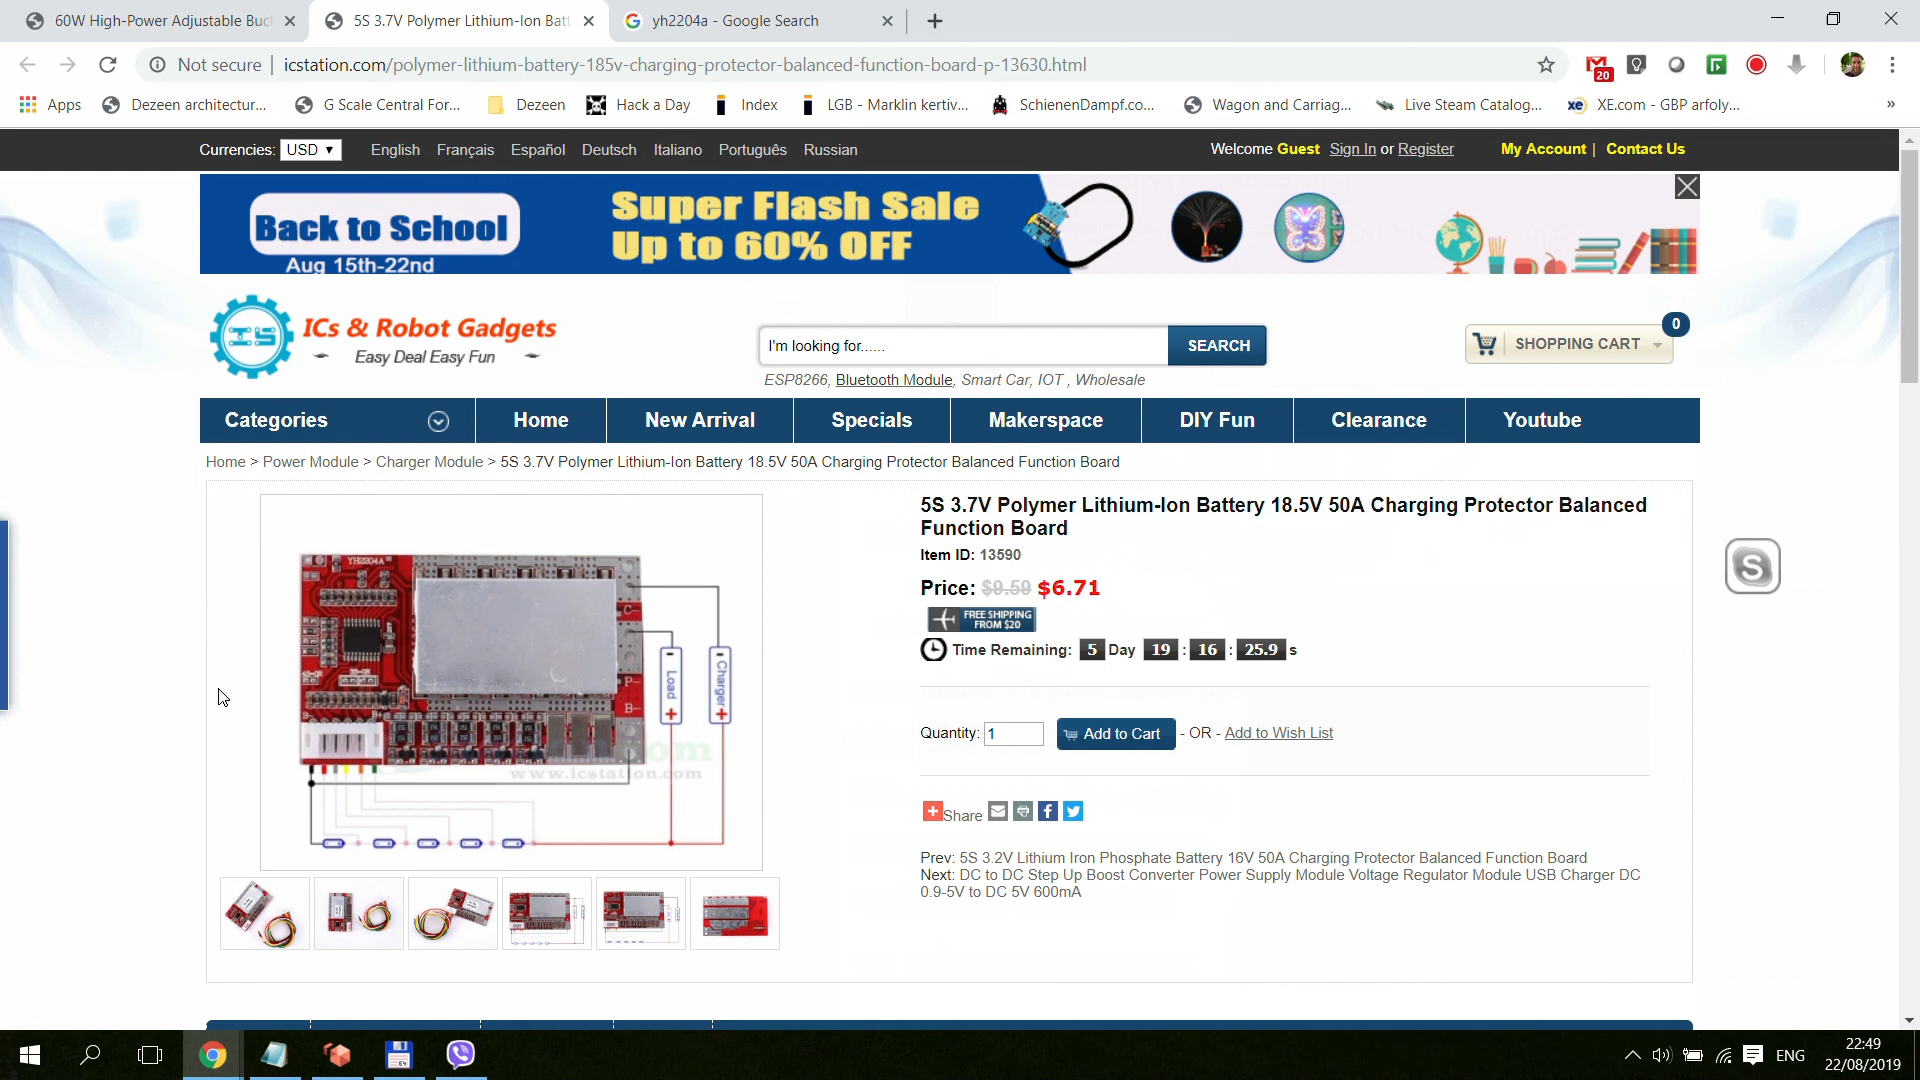 60W High-Power Adjustable Buc
5S 3.7V Polymer Lithium-Ion Batt
yh2204a - Google Search
Not secure
icstation.com/polymer-lithium-battery-185v-charging-protector-balanced-function-board-p-13630.html
20
Apps
Dezeen architectur...
G Scale Central For...
Dezeen
Hack a Day
Index
LGB - Marklin kertiv...
SchienenDampf.co...
Wagon and Carriag...
Live Steam Catalog...
XE.com - GBP arfoly...
Currencies: USD
English Français Español Deutsch Italiano Português Russian
Welcome Guest Sign In or Register
My Account | Contact Us
Back to School
Aug 15th-22nd
Super Flash Sale
Up to 60% OFF
IS
ICs & Robot Gadgets
Easy Deal Easy Fun
I'm looking for......
SEARCH
ESP8266, Bluetooth Module, Smart Car, IOT , Wholesale
SHOPPING CART
0
Categories
Home
New Arrival
Specials
Makerspace
DIY Fun
Clearance
Youtube
Home > Power Module > Charger Module > 5S 3.7V Polymer Lithium-Ion Battery 18.5V 50A Charging Protector Balanced Function Board
YH2204A
C-
P-
B-
- Load +
- Charger +
www.icstation.com
5S 3.7V Polymer Lithium-Ion Battery 18.5V 50A Charging Protector Balanced
Function Board
Item ID: 13590
Price: $9.59 $6.71
FREE SHIPPING
FROM $20
Time Remaining: 5 Day 19 : 16 : 25.9 s
Quantity: 1
Add to Cart
- OR - Add to Wish List
Share
Prev: 5S 3.2V Lithium Iron Phosphate Battery 16V 50A Charging Protector Balanced Function Board
Next: DC to DC Step Up Boost Converter Power Supply Module Voltage Regulator Module USB Charger DC
0.9-5V to DC 5V 600mA
ENG
22:49
22/08/2019